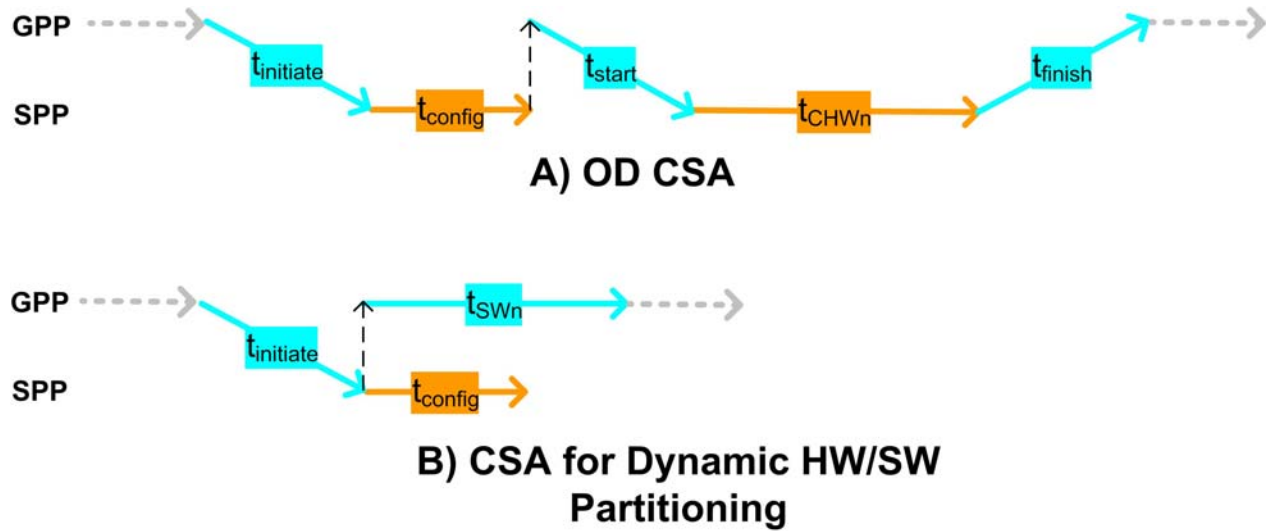 GPP
t_initiate
t_start
t_finish
SPP
t_config
t_CHWn
A) OD CSA
GPP
t_SWn
t_initiate
SPP
t_config
B) CSA for Dynamic HW/SW
Partitioning